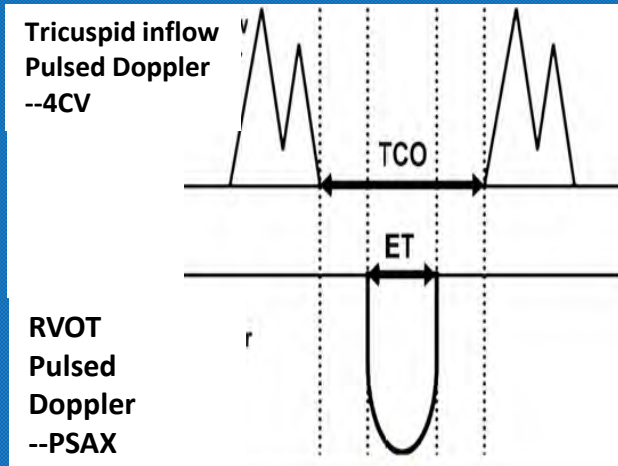 Tricuspid inflow
Pulsed Doppler
--4CV
TCO
ET
RVOT
Pulsed
Doppler
--PSAX
r